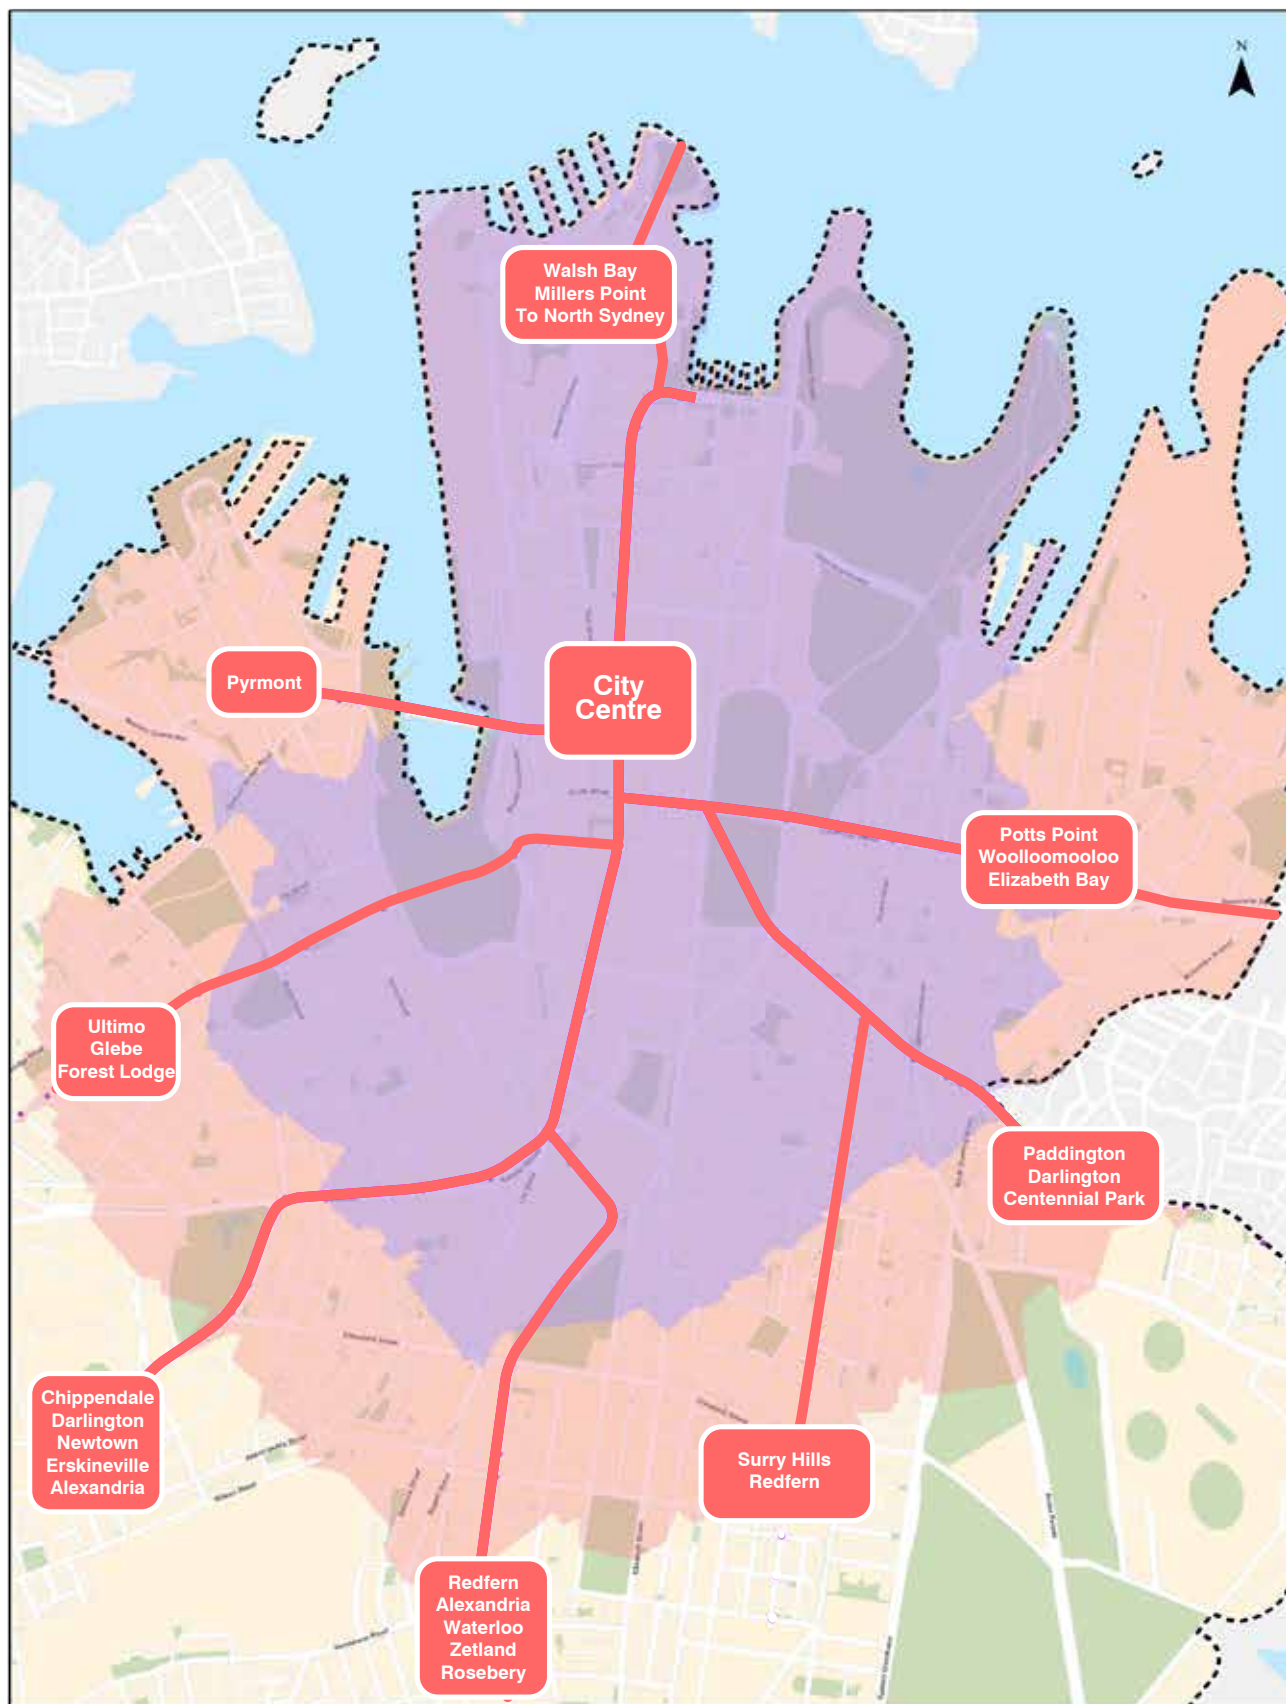 N
Walsh Bay
Millers Point
To North Sydney
City
Centre
Pyrmont
Potts Point
Woolloomooloo
Elizabeth Bay
Ultimo
Glebe
Forest Lodge
Paddington
Darlington
Centennial Park
Chippendale
Darlington
Newtown
Erskineville
Alexandria
Surry Hills
Redfern
Redfern
Alexandria
Waterloo
Zetland
Rosebery